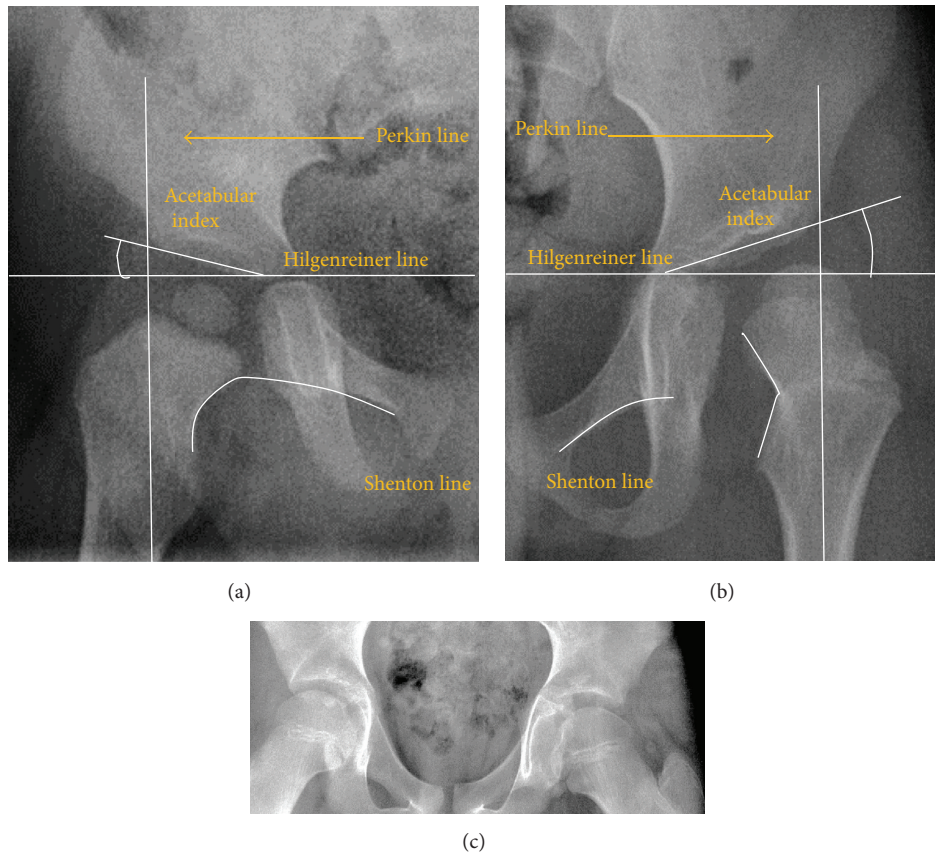 Perkin line
Acetabular
index
Hilgenreiner line
Shenton line
(a)
Perkin line
Acetabular
index
Hilgenreiner line
Shenton line
(b)
(c)